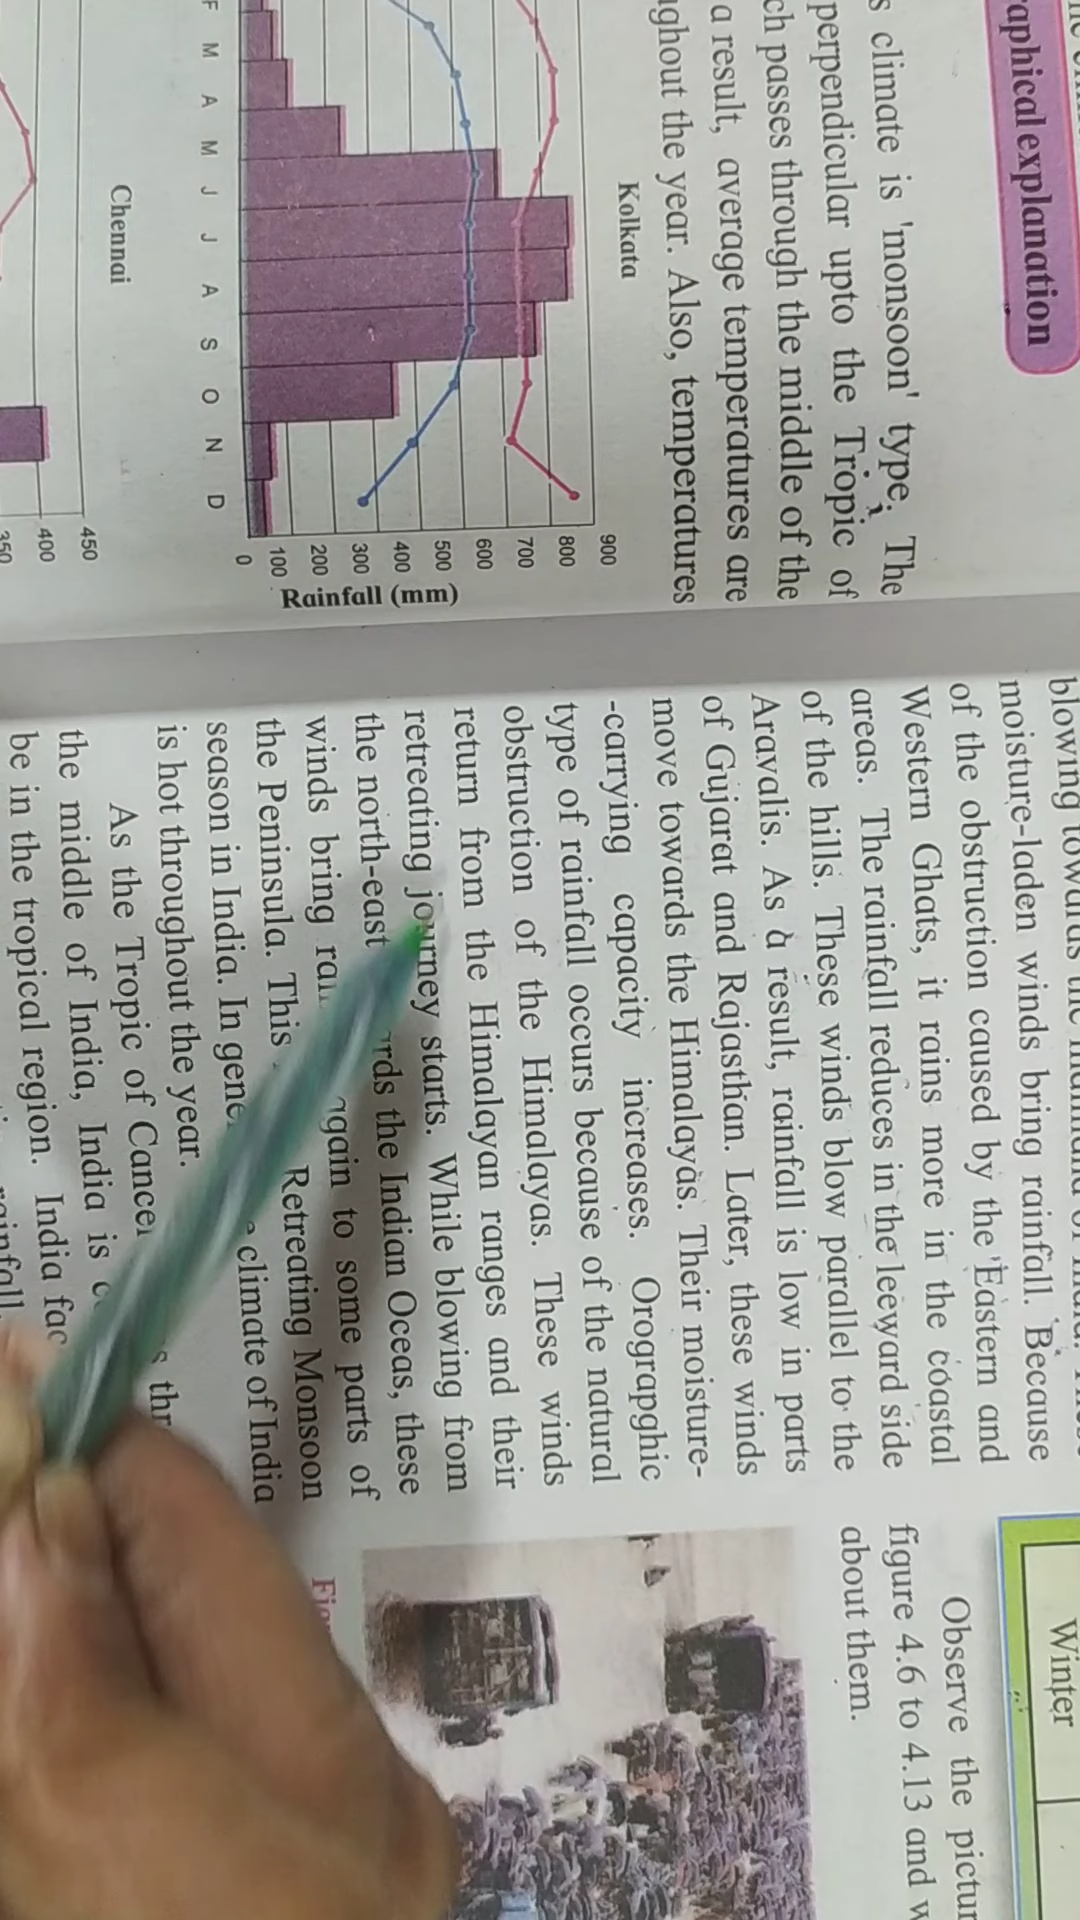 aphical explanation
s climate is 'monsoon' type. The
perpendicular upto the Tropic of
ch passes through the middle of the
a result, average temperatures are
ghout the year. Also, temperatures
Kolkata
900
800
700
600
500
400
300
200
100
0
Rainfall (mm)
F M A M J J A S O N D
Chennai
450
400
350
blowing towards the
moisture-laden winds bring rainfall. Because
of the obstruction caused by the Eastern and
Western Ghats, it rains more in the coastal
areas. The rainfall reduces in the leeyward side
of the hills. These winds blow parallel to the
Aravalis. As a result, rainfall is low in parts
of Gujarat and Rajasthan. Later, these winds
move towards the Himalayas. Their moisture-
-carrying capacity increases. Orograpghic
type of rainfall occurs because of the natural
obstruction of the Himalayas. These winds
return from the Himalayan ranges and their
retreating journey starts. While blowing from
the north-east the Indian Oceas, these
winds bring again to some parts of
the Peninsula. This Retreating Monsoon
season in India. In climate of India
is hot throughout the year.
As the Tropic of Cancer
the middle of India, India is
be in the tropical region. India
Winter
Observe the pictur
figure 4.6 to 4.13 and w
about them.